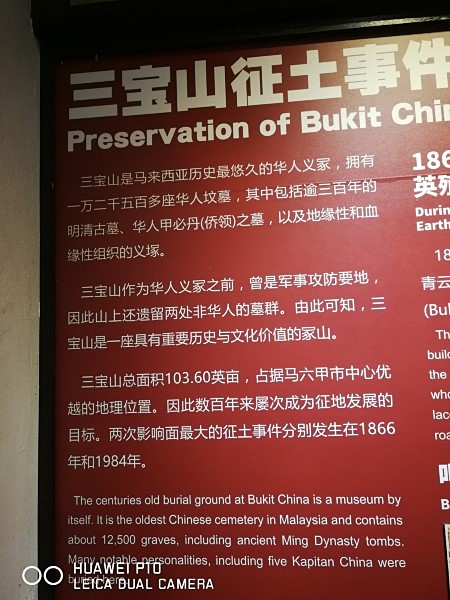 三宝山征土事件
Preservation of Bukit Chin
三宝山是马来西亚历史最悠久的华人义冢，拥有
一万二千五百多座华人坟墓，其中包括逾三百年的
明清古墓、华人甲必丹(侨领)之墓，以及地缘性和血
缘性组织的义塚。
三宝山作为华人义冢之前，曾是军事攻防要地，
因此山上还遗留两处非华人的墓群。由此可知，三
宝山是一座具有重要历史与文化价值的冢山。
三宝山总面积103.60英亩，占据马六甲市中心优
越的地理位置。因此数百年来屡次成为征地发展的
目标。两次影响面最大的征土事件分别发生在1866
年和1984年。
The centuries old burial ground at Bukit China is a museum by
itself. It is the oldest Chinese cemetery in Malaysia and contains
about 12,500 graves, including ancient Ming Dynasty tombs.
Many notable personalities, including five Kapitan China were
buried here.
186
英殖
Durin
Earth
18
青云
(Bul
Th
build
the
who
lace
roa
B
HUAWEI P10
LEICA DUAL CAMERA